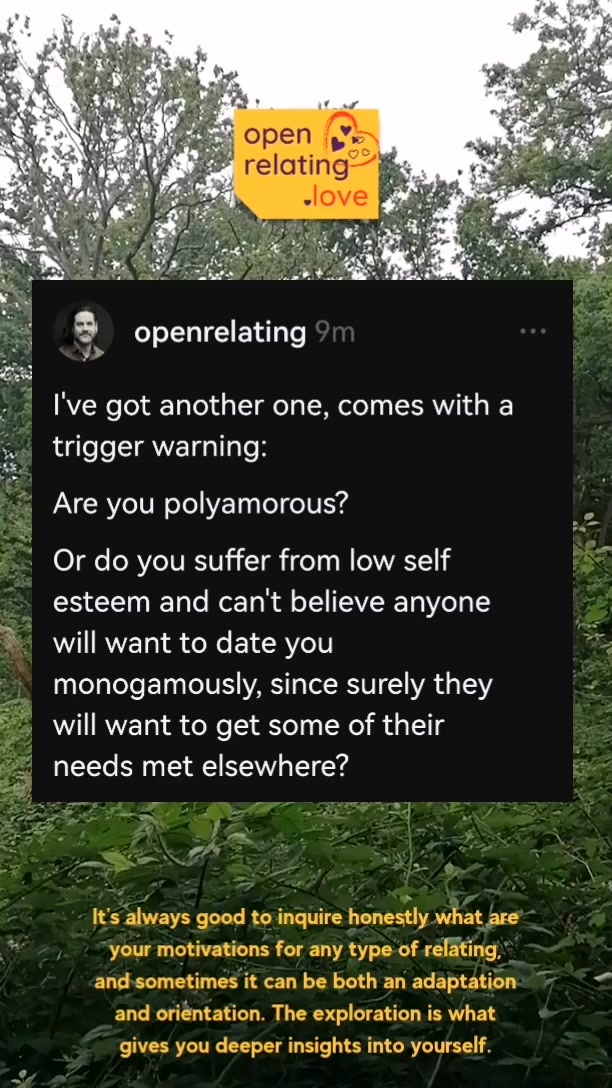 open
relating
.love
openrelating 9m
I've got another one, comes with a
trigger warning:
Are you polyamorous?
Or do you suffer from low self
esteem and can't believe anyone
will want to date you
monogamously, since surely they
will want to get some of their
needs met elsewhere?
It's always good to inquire honestly what are
your motivations for any type of relating,
and sometimes it can be both an adaptation
and orientation. The exploration is what
gives you deeper insights into yourself.